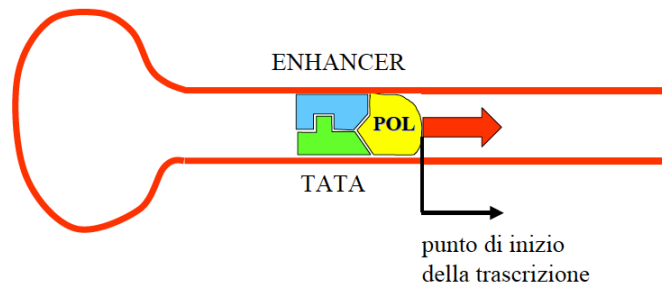 ENHANCER
POL
TATA
punto di inizio
della trascrizione